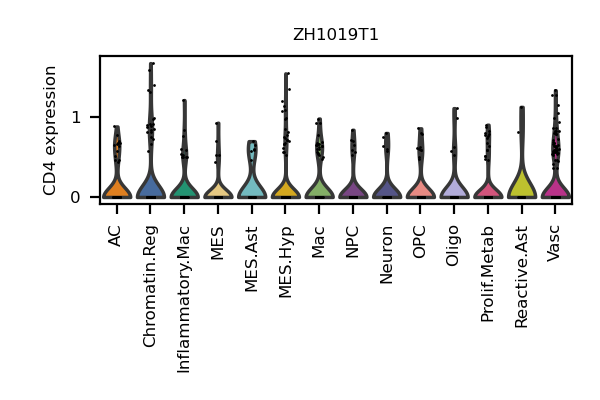 ZH1019T1
CD4 expression
1
0
AC
Chromatin.Reg
Inflammatory.Mac
MES
MES.Ast
MES.Hyp
Mac
NPC
Neuron
OPC
Oligo
Prolif.Metab
Reactive.Ast
Vasc